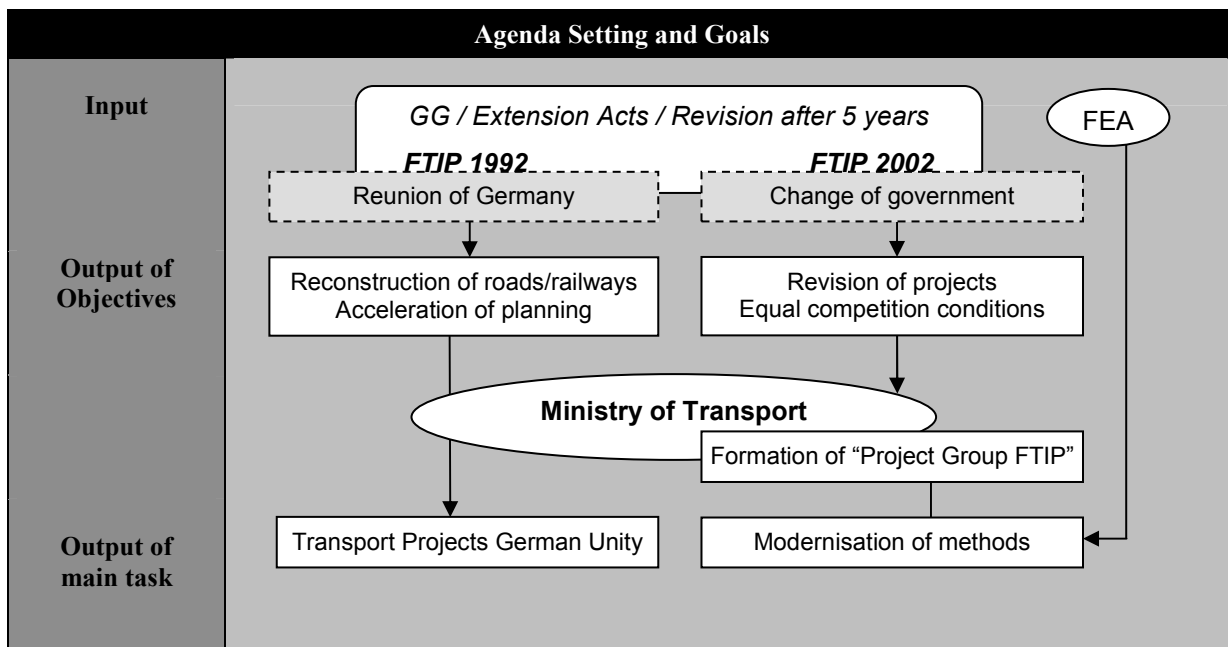 Agenda Setting and Goals
Input
GG / Extension Acts / Revision after 5 years
FEA
FTIP 1992
FTIP 2002
Reunion of Germany
Change of government
Output of
Objectives
Reconstruction of roads/railways
Acceleration of planning
Revision of projects
Equal competition conditions
Ministry of Transport
Formation of “Project Group FTIP”
Output of
main task
Transport Projects German Unity
Modernisation of methods